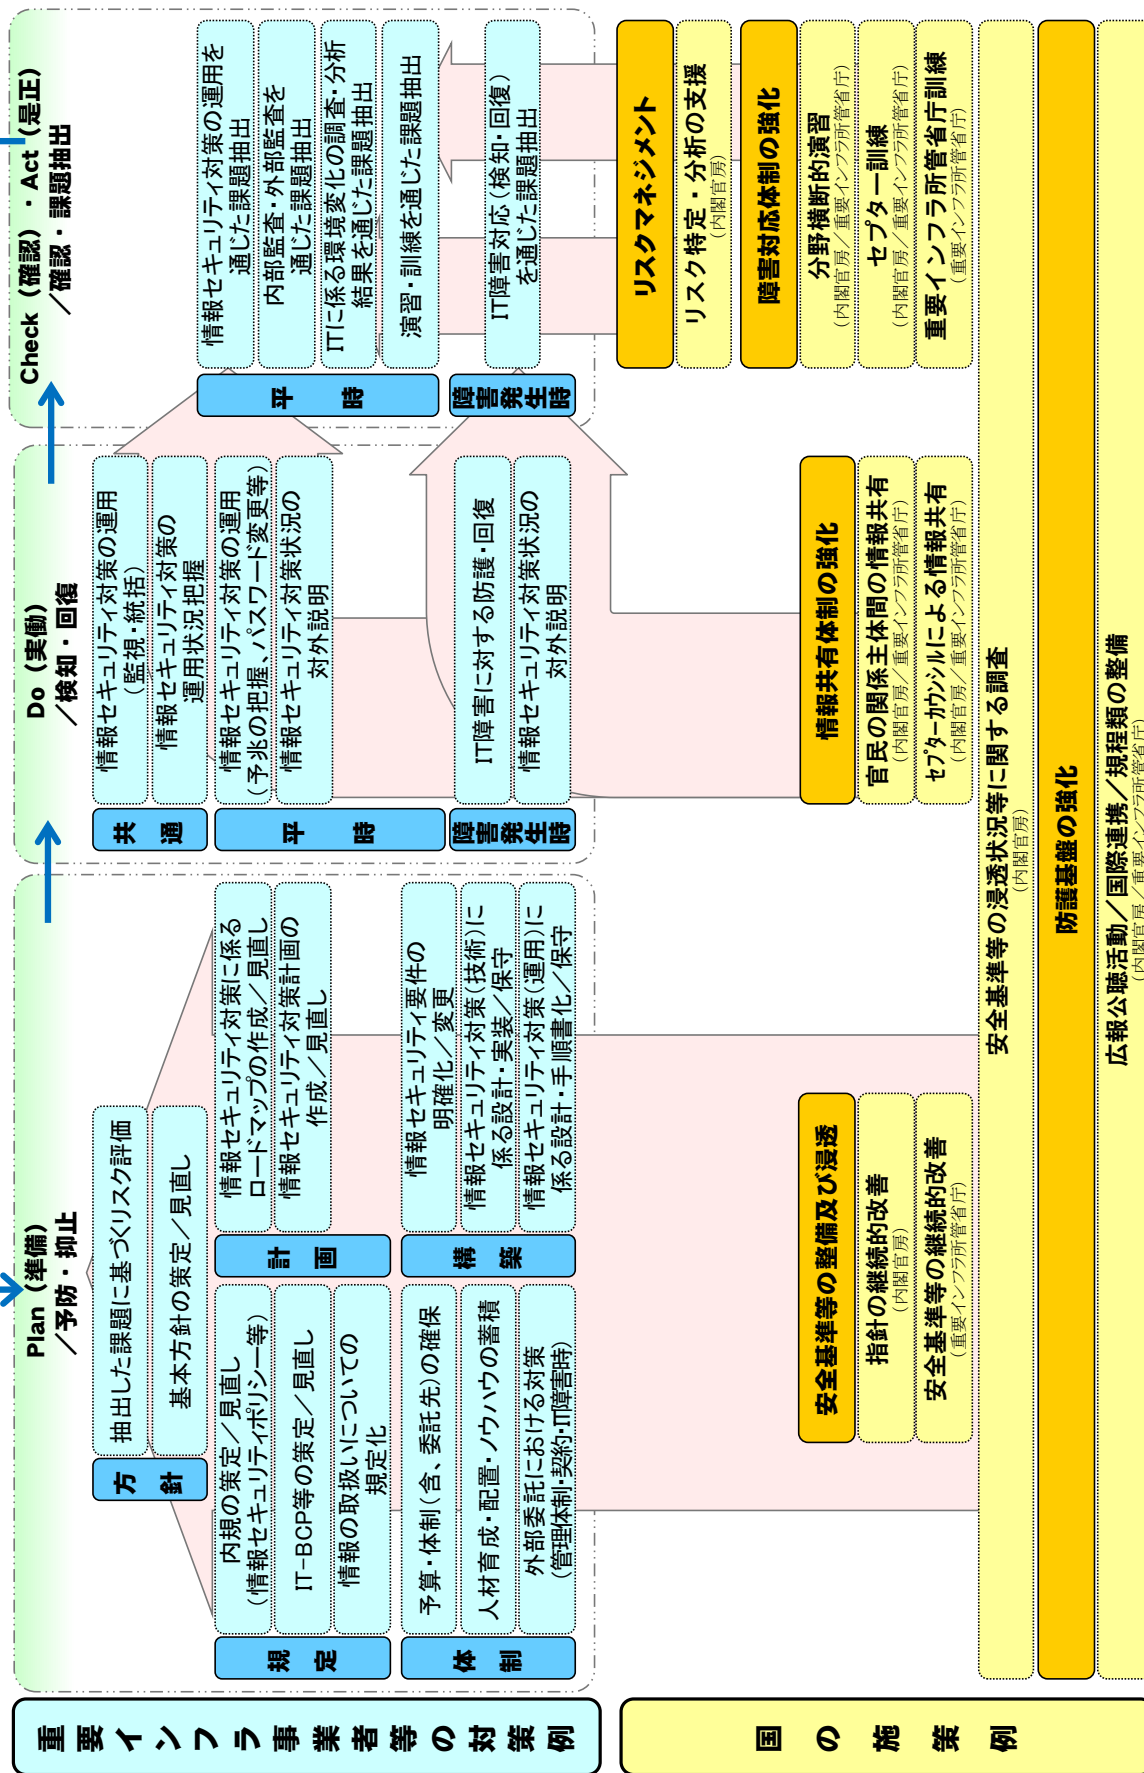 重要インフラ事業者等の対策例
Plan（準備）
／予防・抑止
方針
抽出した課題に基づくリスク評価
基本方針の策定／見直し
規定
内規の策定／見直し
（情報セキュリティポリシー等）
IT-BCP等の策定／見直し
情報の取扱いについての
規定化
計画
情報セキュリティ対策に係る
ロードマップの作成／見直し
情報セキュリティ対策計画の
作成／見直し
体制
予算・体制（含、委託先）の確保
人材育成・配置・ノウハウの蓄積
外部委託における対策
（管理体制・契約・IT障害時）
構築
情報セキュリティ要件の
明確化／変更
情報セキュリティ対策（技術）に
係る設計・実装／保守
情報セキュリティ対策（運用）に
係る設計・手順書化／保守
Do（実働）
／検知・回復
共通
情報セキュリティ対策の運用
（監視・統括）
情報セキュリティ対策の
運用状況把握
平時
情報セキュリティ対策の運用
（予兆の把握、パスワード変更等）
情報セキュリティ対策状況の
対外説明
障害発生時
IT障害に対する防護・回復
情報セキュリティ対策状況の
対外説明
Check（確認）・Act（是正）
／確認・課題抽出
平時
情報セキュリティ対策の運用を
通じた課題抽出
内部監査・外部監査を
通じた課題抽出
ITに係る環境変化の調査・分析
結果を通じた課題抽出
演習・訓練を通じた課題抽出
障害発生時
IT障害対応（検知・回復）
を通じた課題抽出
国の施策例
安全基準等の整備及び浸透
指針の継続的改善
（内閣官房）
安全基準等の継続的改善
（重要インフラ所管省庁）
情報共有体制の強化
官民の関係主体間の情報共有
（内閣官房／重要インフラ所管省庁）
セプターカウンシルによる情報共有
（内閣官房／重要インフラ所管省庁）
リスクマネジメント
リスク特定・分析の支援
（内閣官房）
障害対応体制の強化
分野横断的演習
（内閣官房／重要インフラ所管省庁）
セプター訓練
（内閣官房／重要インフラ所管省庁）
重要インフラ所管省庁訓練
（重要インフラ所管省庁）
安全基準等の浸透状況等に関する調査
（内閣官房）
防護基盤の強化
広報公聴活動／国際連携／規程類の整備
（内閣官房／重要インフラ所管省庁）